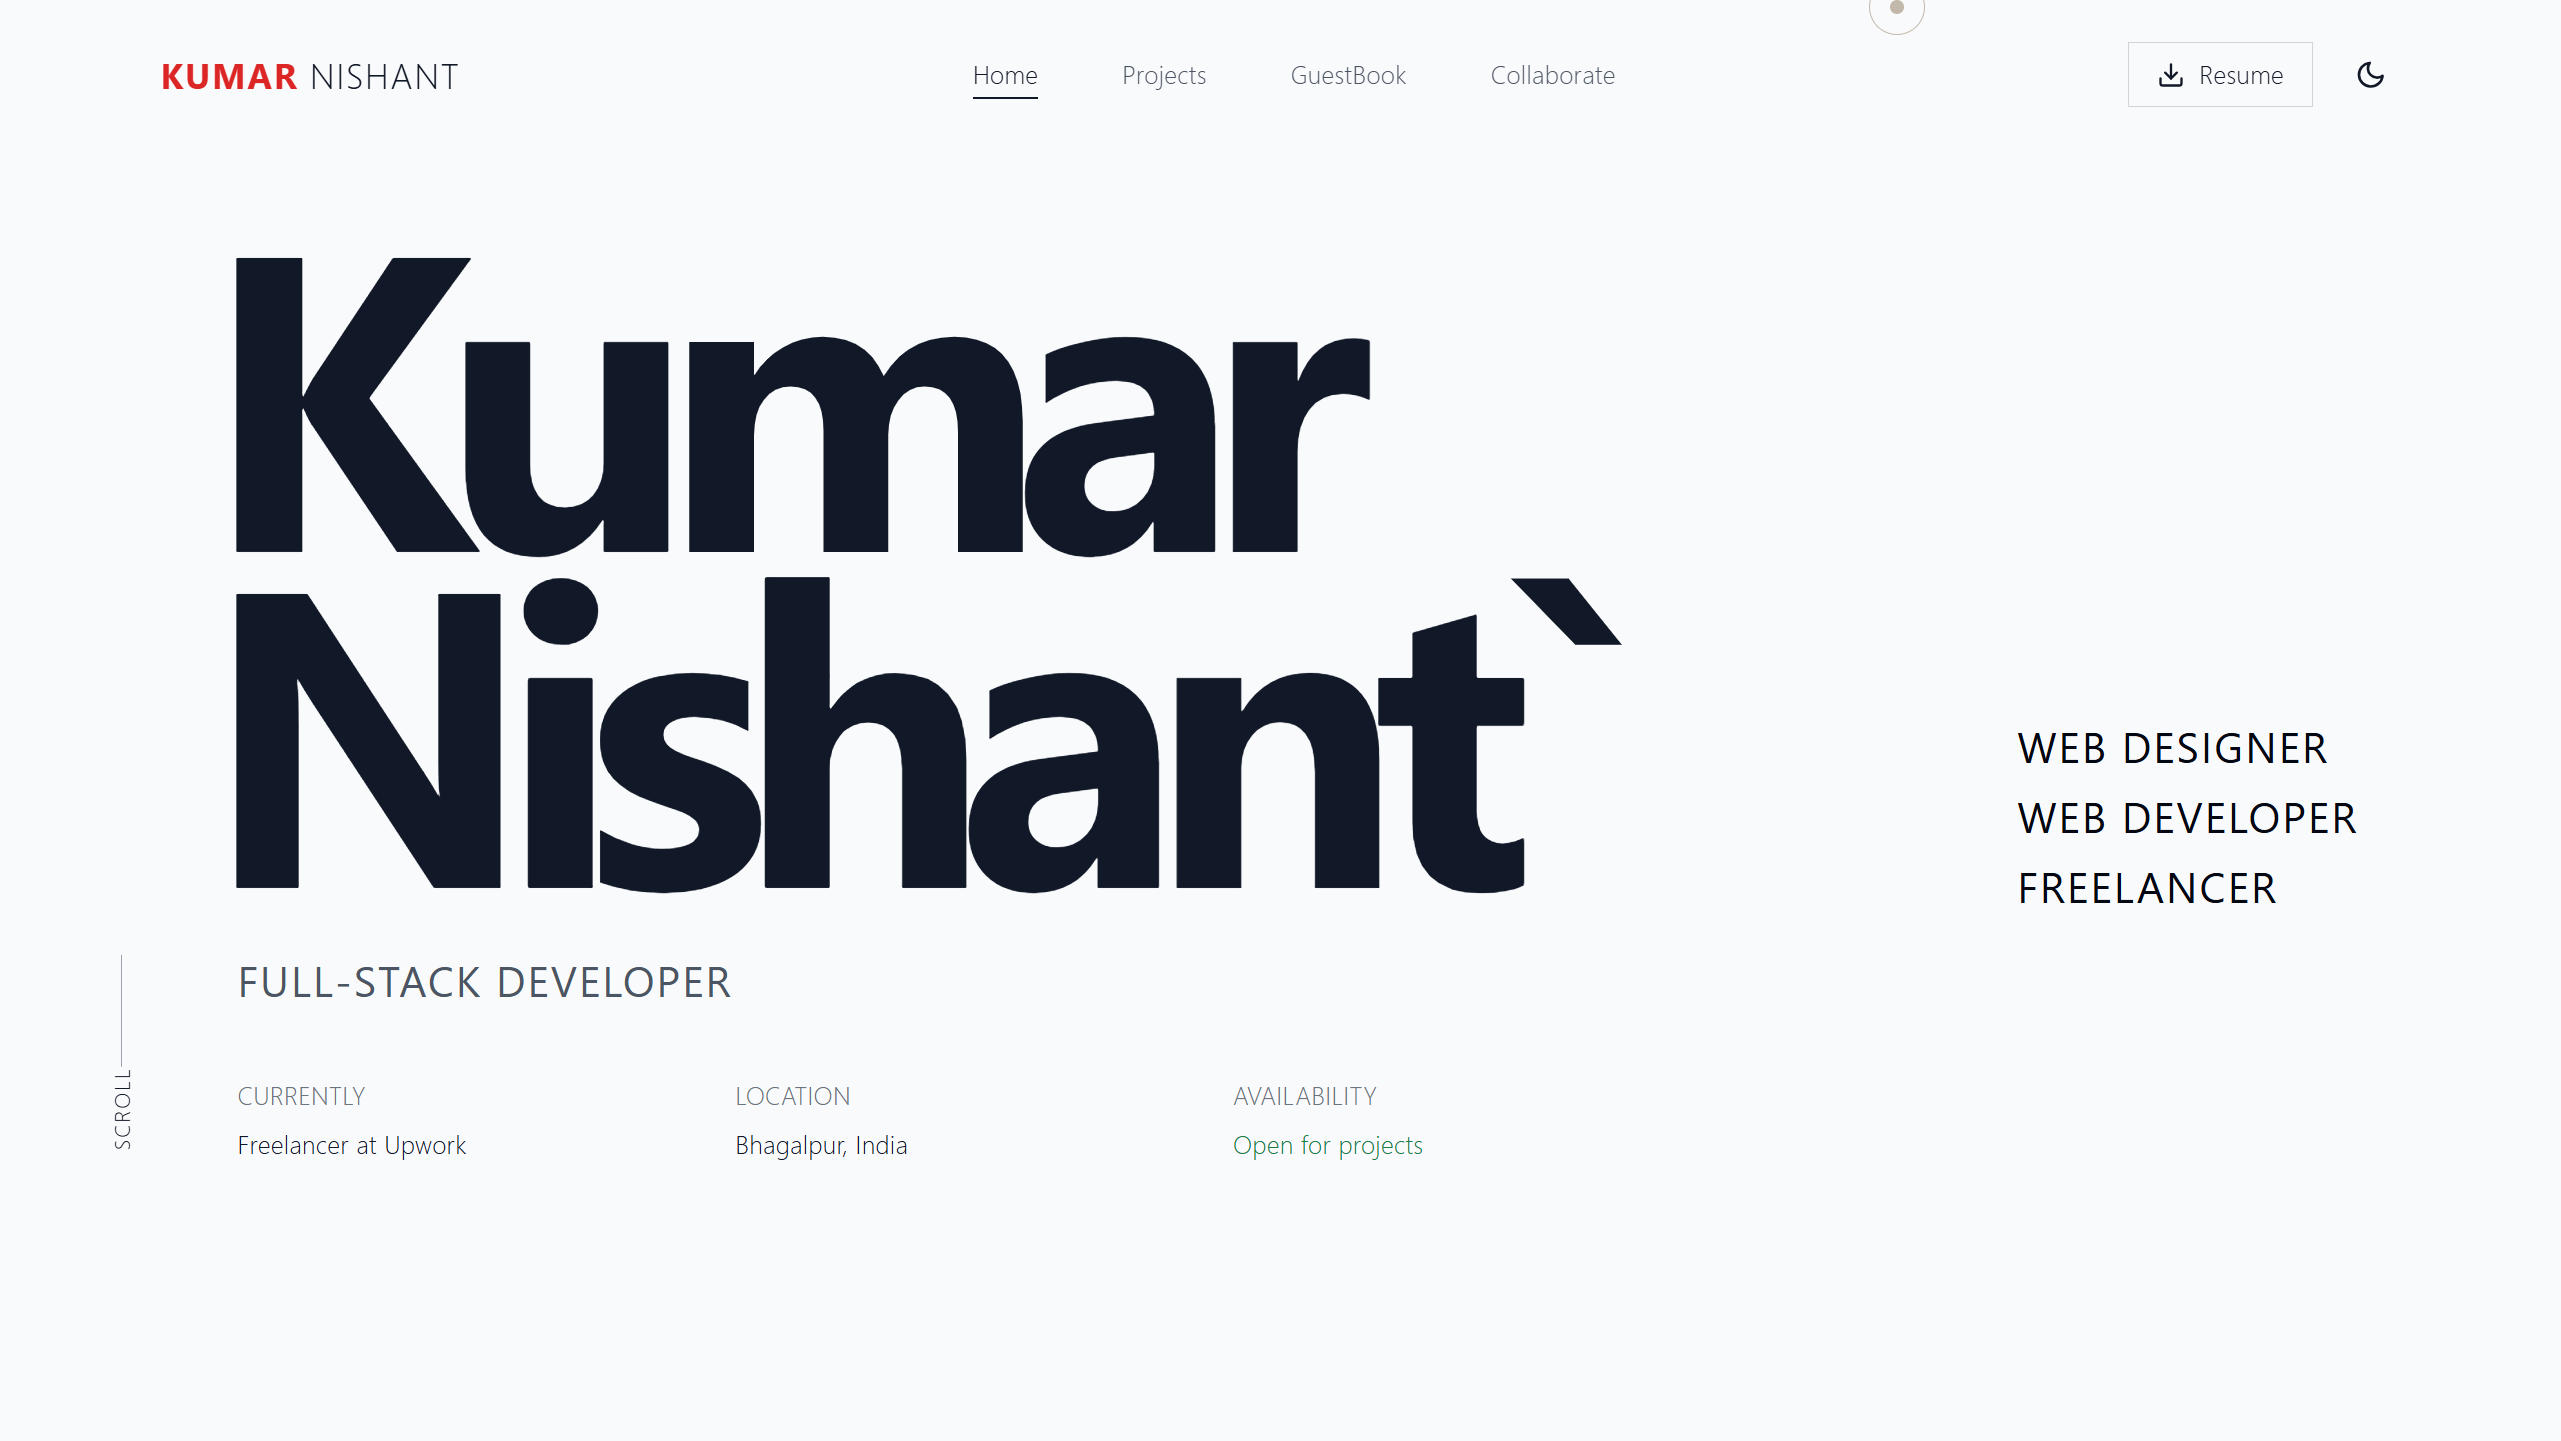 KUMAR NISHANT
Home
Projects
GuestBook
Collaborate
Resume
Kumar
Nishant`
WEB DESIGNER
WEB DEVELOPER
FREELANCER
FULL-STACK DEVELOPER
SCROLL
CURRENTLY
Freelancer at Upwork
LOCATION
Bhagalpur, India
AVAILABILITY
Open for projects